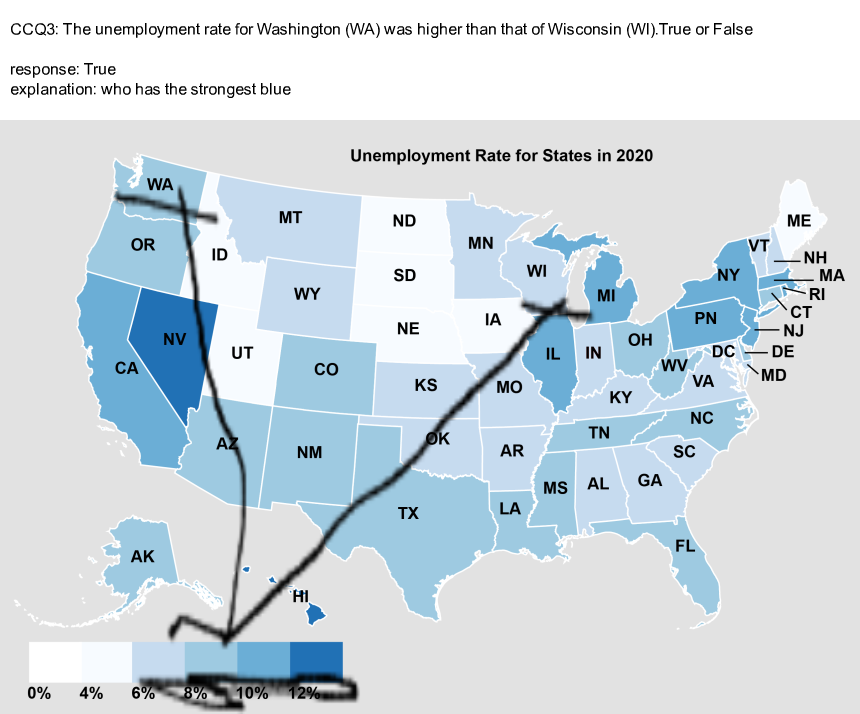 CCQ3: The unemployment rate for Washington (WA) was higher than that of Wisconsin (WI).True or False
response: True
explanation: who has the strongest blue
Unemployment Rate for States in 2020
WA
OR
ID
MT
ND
SD
NE
MN
WI
MI
IA
WY
NV
UT
CO
CA
KS
MO
IL
IN
OH
KY
WV
VA
PN
NY
VT
ME
NH
MA
RI
CT
NJ
DE
DC
MD
AZ
NM
OK
AR
TN
NC
SC
MS
AL
GA
LA
TX
FL
AK
HI
0% 4% 6% 8% 10% 12%